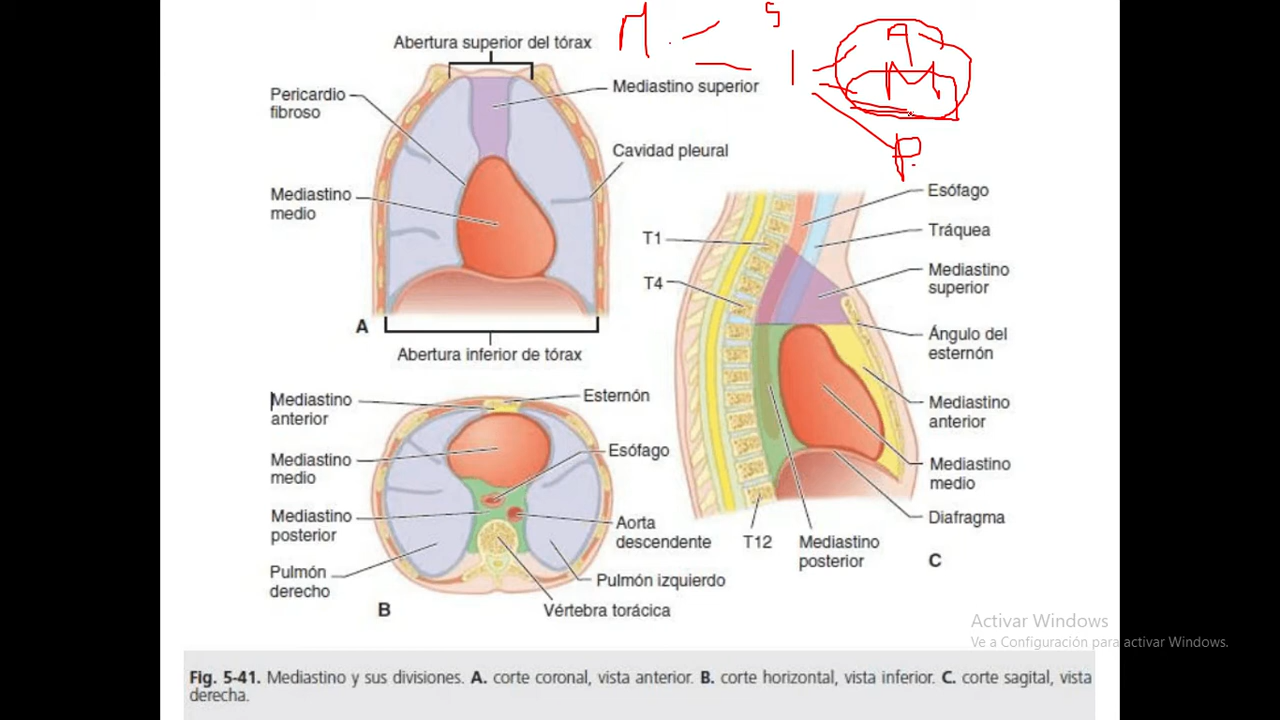 M. S
I A
M
P.
Abertura superior del tórax
Pericardio
fibroso
Mediastino superior
Cavidad pleural
Mediastino
medio
A
Abertura inferior de tórax
Esófago
Tráquea
T1
Mediastino
superior
T4
Ángulo del
esternón
Mediastino
anterior
Mediastino
medio
Diafragma
T12
Mediastino
posterior
C
Mediastino
anterior
Esternón
Mediastino
medio
Esófago
Mediastino
posterior
Aorta
descendente
Pulmón
derecho
Pulmón izquierdo
B
Vértebra torácica
Activar Windows
Ve a Configuración para activar Windows.
Fig. 5-41. Mediastino y sus divisiones. A. corte coronal, vista anterior. B. corte horizontal, vista inferior. C. corte sagital, vista
derecha.